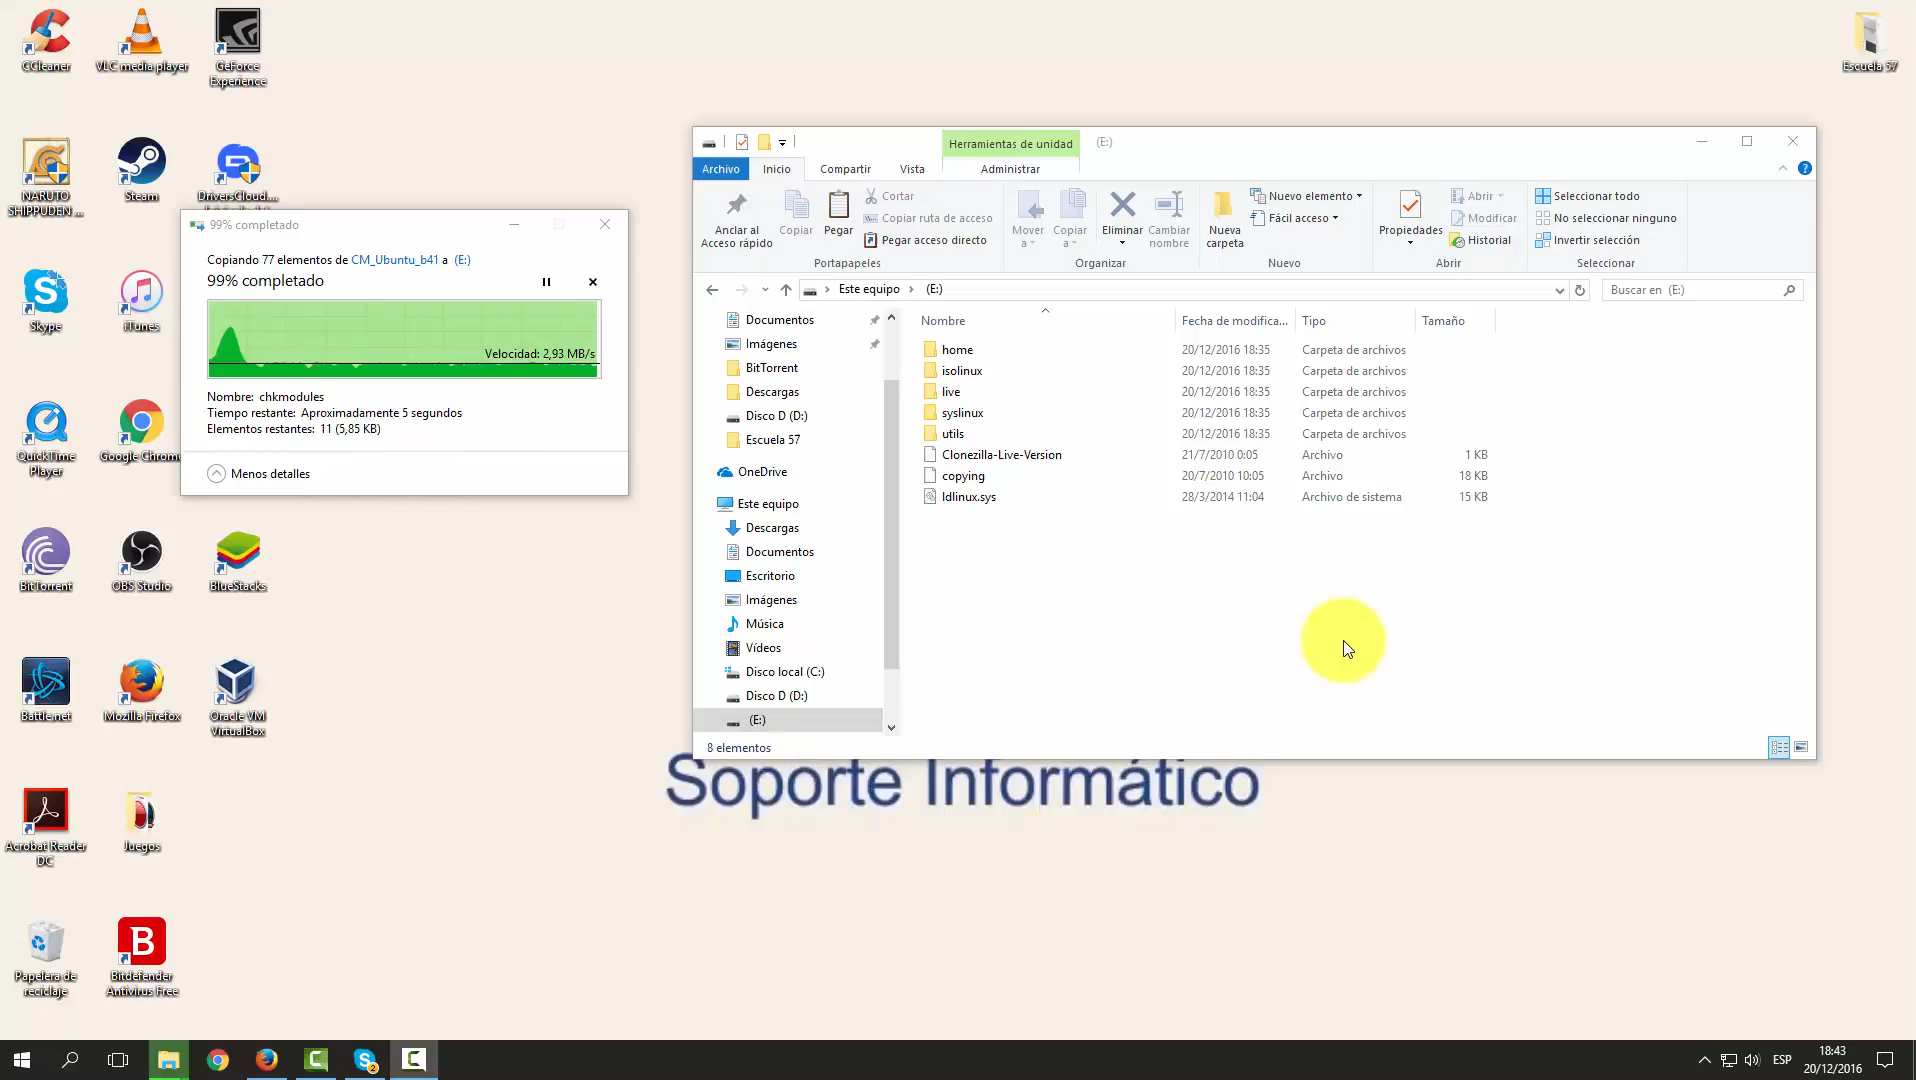 CCleaner
VLC media player
GeForce
Experience
Escuela 57
NARUTO
SHIPPUDEN ...
Steam
DriversCloud....
Skype
iTunes
QuickTime
Player
Google Chrome
BitTorrent
OBS Studio
BlueStacks
Battle.net
Mozilla Firefox
Oracle VM
VirtualBox
Acrobat Reader
DC
Juegos
Papelera de
reciclaje
Bitdefender
Antivirus Free
99% completado
Copiando 77 elementos de CM_Ubuntu_b41 a (E:)
99% completado
Velocidad: 2,93 MB/s
Nombre: chkmodules
Tiempo restante: Aproximadamente 5 segundos
Elementos restantes: 11 (5,85 KB)
Menos detalles
Herramientas de unidad
(E:)
Archivo
Inicio
Compartir
Vista
Administrar
Anclar al
Acceso rápido
Copiar
Pegar
Cortar
Copiar ruta de acceso
Pegar acceso directo
Portapapeles
Mover
a
Copiar
a
Eliminar
Cambiar
nombre
Organizar
Nueva
carpeta
Nuevo elemento
Fácil acceso
Nuevo
Propiedades
Abrir
Modificar
Historial
Abrir
Seleccionar todo
No seleccionar ninguno
Invertir selección
Seleccionar
Este equipo > (E:)
Buscar en (E:)
Documentos
Imágenes
BitTorrent
Descargas
Disco D (D:)
Escuela 57
OneDrive
Este equipo
Descargas
Documentos
Escritorio
Imágenes
Música
Vídeos
Disco local (C:)
Disco D (D:)
(E:)
Nombre Fecha de modifica... Tipo Tamaño
home 20/12/2016 18:35 Carpeta de archivos
isolinux 20/12/2016 18:35 Carpeta de archivos
live 20/12/2016 18:35 Carpeta de archivos
syslinux 20/12/2016 18:35 Carpeta de archivos
utils 20/12/2016 18:35 Carpeta de archivos
Clonezilla-Live-Version 21/7/2010 0:05 Archivo 1 KB
copying 20/7/2010 10:05 Archivo 18 KB
ldlinux.sys 28/3/2014 11:04 Archivo de sistema 15 KB
8 elementos
Soporte Informático
2
ESP
18:43
20/12/2016